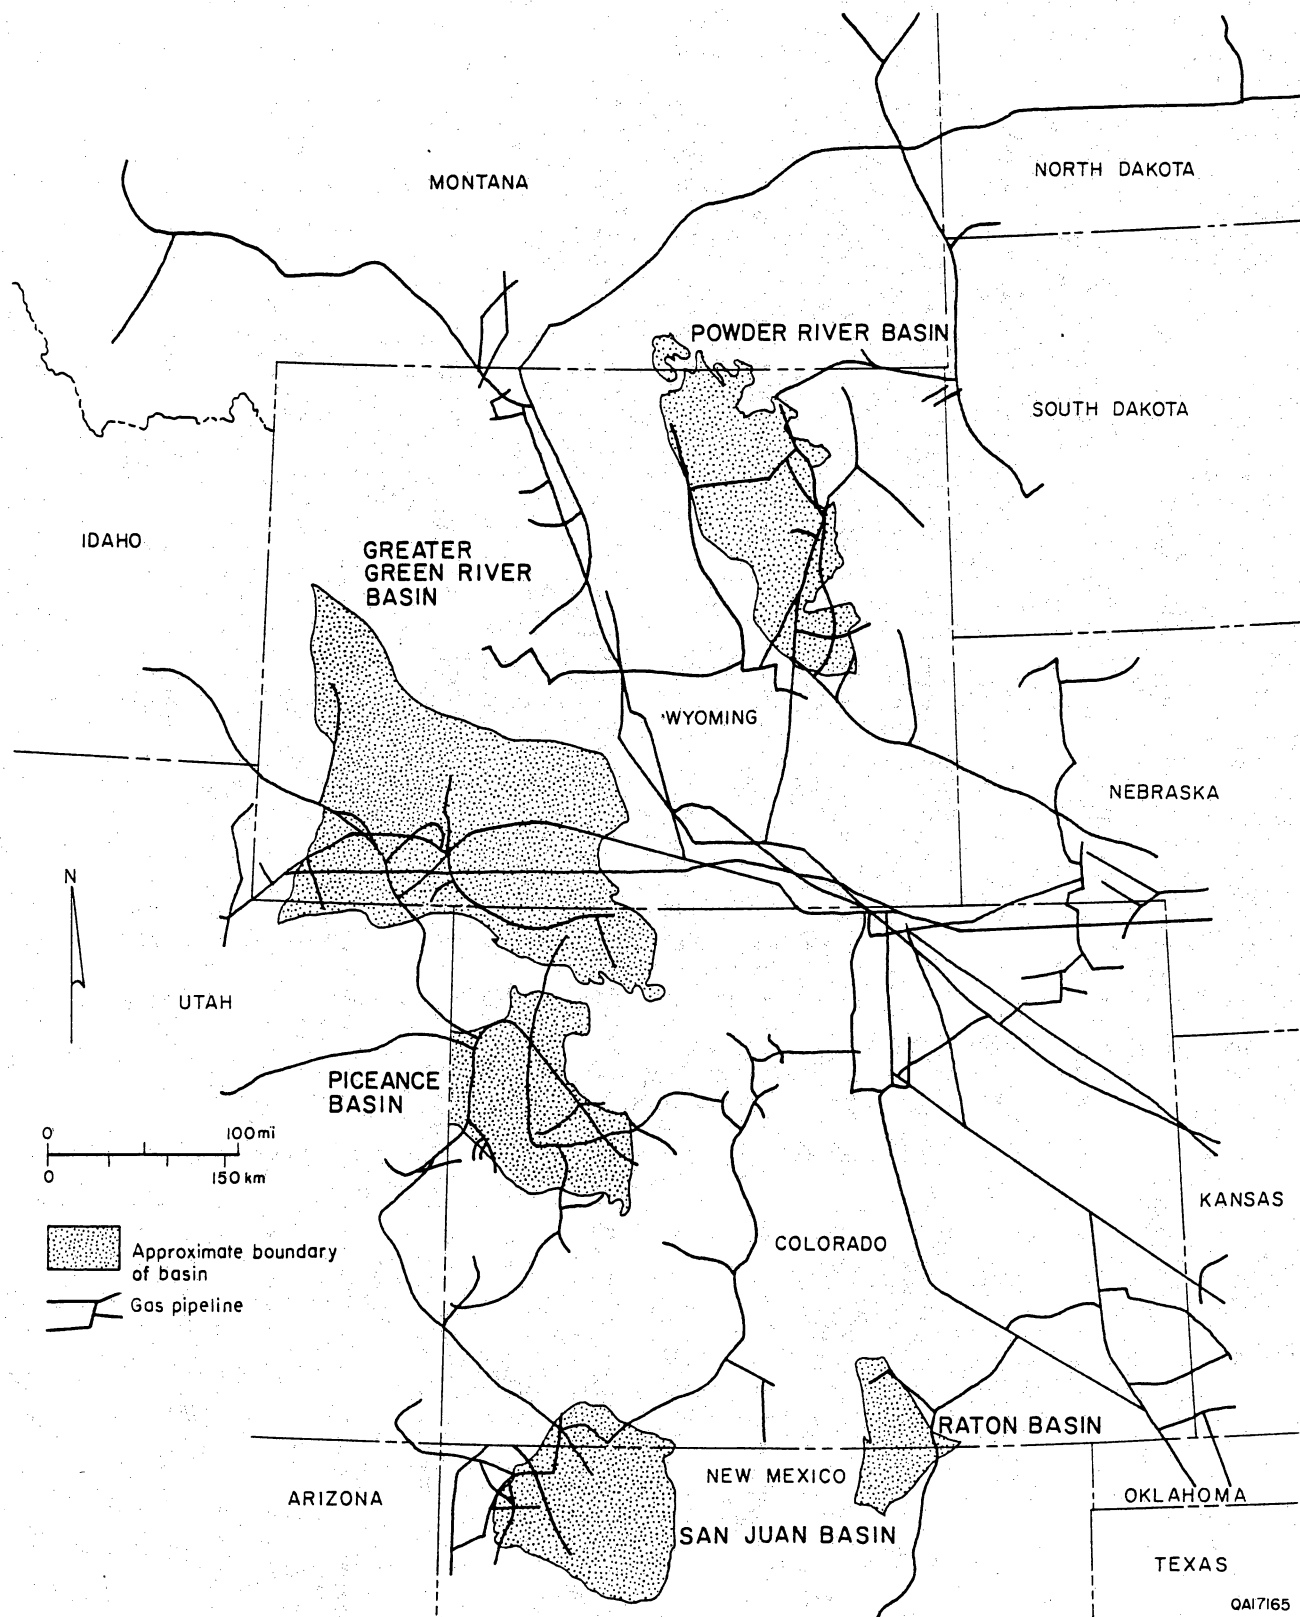 MONTANA
NORTH DAKOTA
POWDER RIVER BASIN
SOUTH DAKOTA
IDAHO
GREATER
GREEN RIVER
BASIN
WYOMING
NEBRASKA
N
UTAH
PICEANCE
BASIN
0 100 mi
0 150 km
KANSAS
COLORADO
Approximate boundary
of basin
Gas pipeline
RATON BASIN
NEW MEXICO
ARIZONA
OKLAHOMA
SAN JUAN BASIN
TEXAS
QA17165